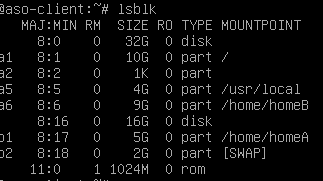 @aso-client:~# lsblk
MAJ:MIN RM SIZE RO TYPE MOUNTPOINT
8:0 0 32G 0 disk
a1 8:1 0 10G 0 part /
a2 8:2 0 1K 0 part
a5 8:5 0 4G 0 part /usr/local
a6 8:6 0 9G 0 part /home/homeB
8:16 0 16G 0 disk
b1 8:17 0 5G 0 part /home/homeA
b2 8:18 0 2G 0 part [SWAP]
11:0 1 1024M 0 rom